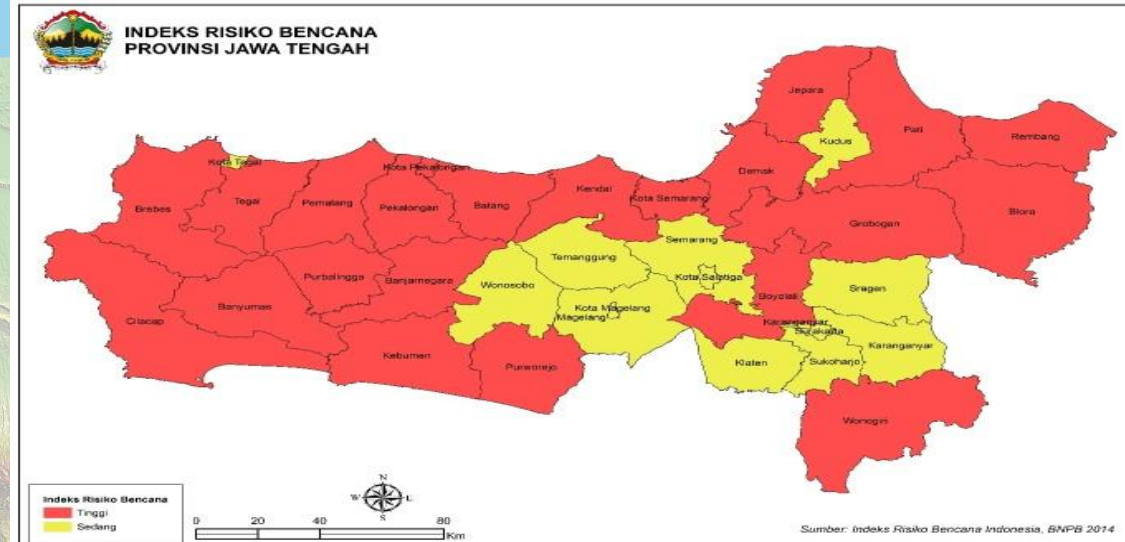 INDEKS RISIKO BENCANA
PROVINSI JAWA TENGAH
Jepara
Kudus
Pati
Rembang
Kota Tegal
Kota Pekalongan
Demak
Brebes
Tegal
Pemalang
Pekalongan
Batang
Kendal
Kota Semarang
Grobogan
Blora
Semarang
Temanggung
Purbalingga
Banjarnegara
Wonosobo
Kota Salatiga
Boyolali
Sragen
Cilacap
Banyumas
Kota Magelang
Magelang
Karanganyar
Surakarta
Karanganyar
Kebumen
Purworejo
Klaten
Sukoharjo
Wonogiri
Indeks Risiko Bencana
Tinggi
Sedang
N
W
L
S
0 20 40 80
Km
Sumber: Indeks Risiko Bencana Indonesia, BNPB 2014